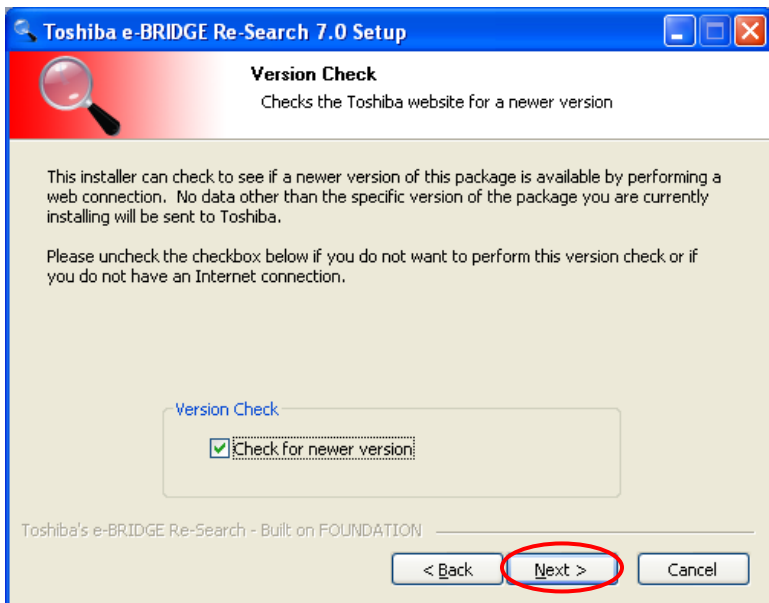 Toshiba e-BRIDGE Re-Search 7.0 Setup
Version Check
Checks the Toshiba website for a newer version
This installer can check to see if a newer version of this package is available by performing a
web connection. No data other than the specific version of the package you are currently
installing will be sent to Toshiba.
Please uncheck the checkbox below if you do not want to perform this version check or if
you do not have an Internet connection.
Version Check
Check for newer version
Toshiba's e-BRIDGE Re-Search - Built on FOUNDATION
< Back Next > Cancel